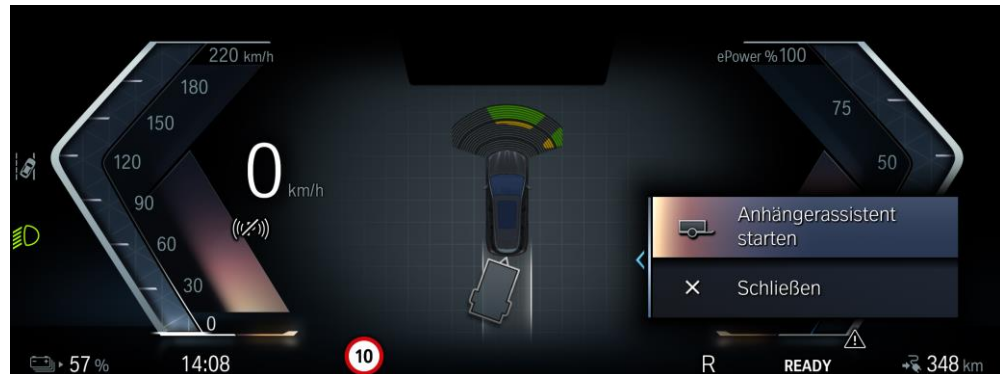 220 km/h
180
150
120
90
60
30
0
0 km/h
ePower % 100
75
50
Anhängerassistent
starten
Schließen
57 %
14:08
10
R
READY
348 km